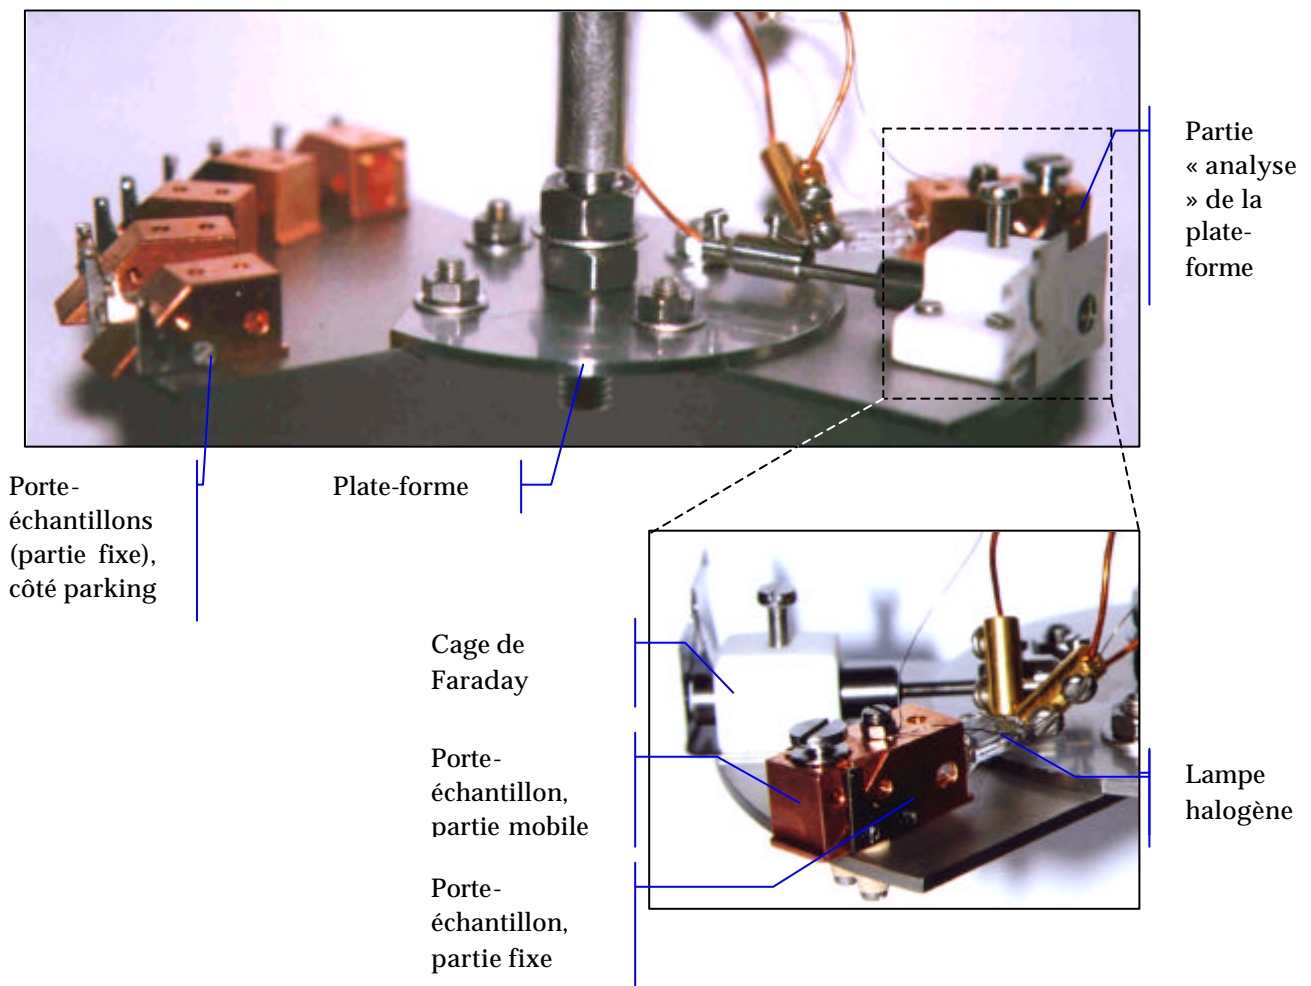 Partie
« analyse
» de la
plate-
forme
Porte-
échantillons
(partie fixe),
côté parking
Plate-forme
Cage de
Faraday
Porte-
échantillon,
partie mobile
Lampe
halogène
Porte-
échantillon,
partie fixe